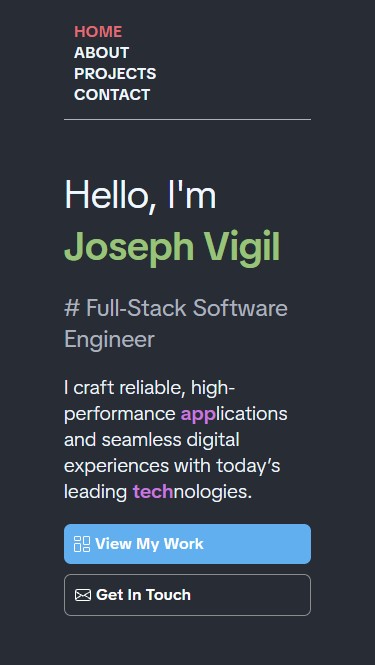 HOME
ABOUT
PROJECTS
CONTACT
Hello, I'm
Joseph Vigil
# Full-Stack Software
Engineer
I craft reliable, high-
performance applications
and seamless digital
experiences with today’s
leading technologies.
View My Work
Get In Touch